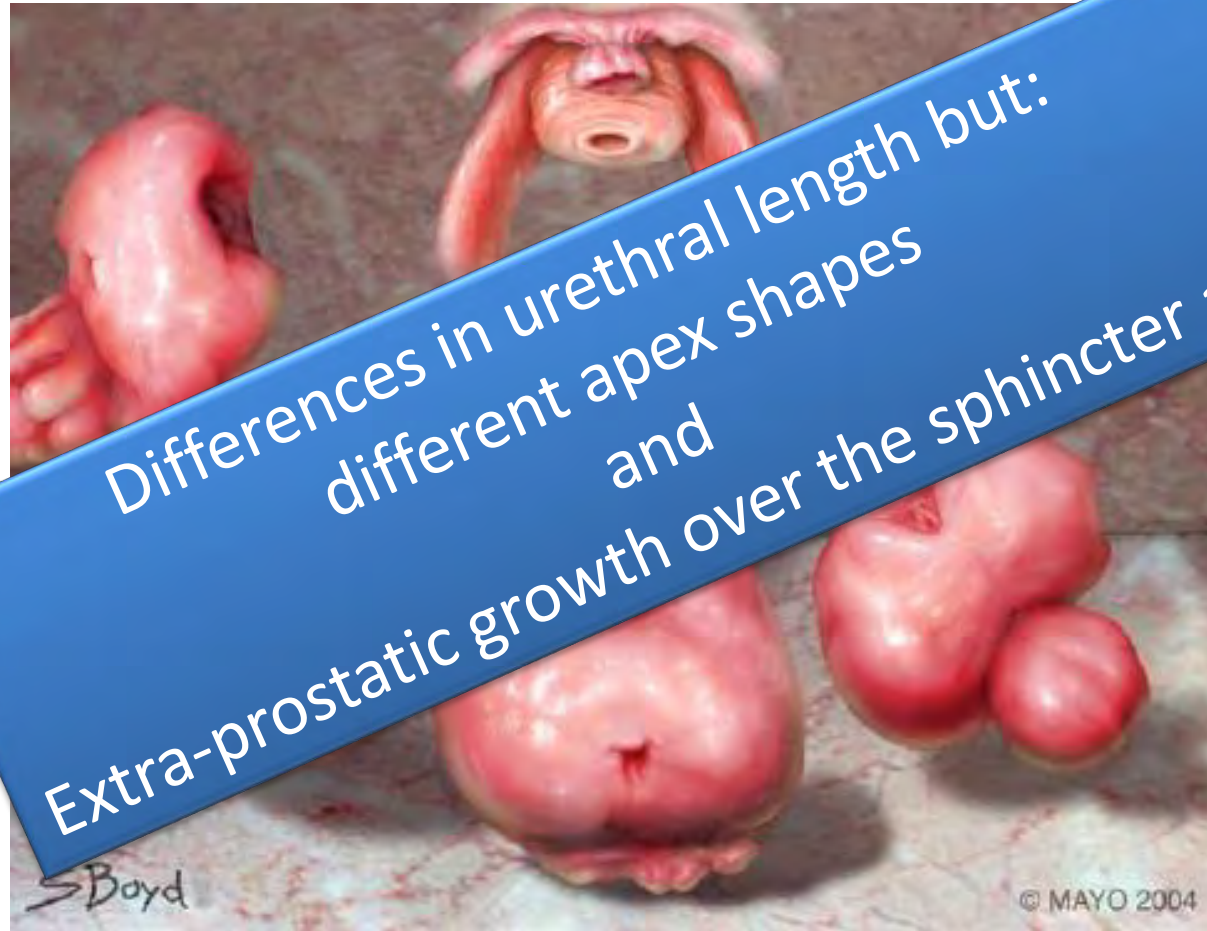 Differences in urethral length but:
different apex shapes
and
Extra-prostatic growth over the sphincter
SBoyd
© MAYO 2004